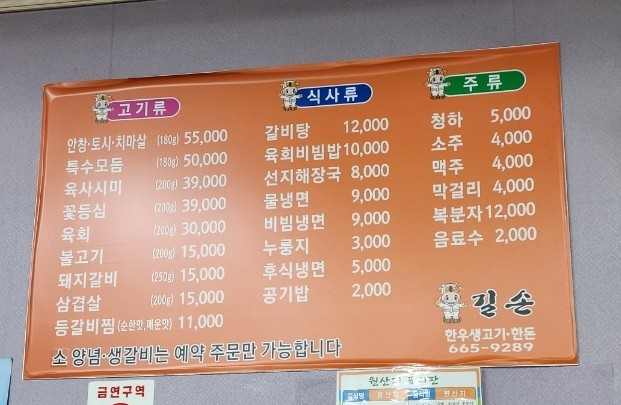 고기류
안창·토시·치마살 (180g) 55,000
특수모듬 (180g) 50,000
육사시미 (200g) 39,000
꽃등심 (200g) 39,000
육회 (200g) 30,000
불고기 (200g) 15,000
돼지갈비 (250g) 15,000
삼겹살 (200g) 15,000
등갈비찜 (순한맛,매운맛) 11,000
식사류
갈비탕 12,000
육회비빔밥 10,000
선지해장국 8,000
물냉면 9,000
비빔냉면 9,000
누룽지 3,000
후식냉면 5,000
공기밥 2,000
주류
청하 5,000
소주 4,000
맥주 4,000
막걸리 4,000
복분자 12,000
음료수 2,000
길손
한우생고기·한돈
665-9289
소 양념·생갈비는 예약 주문만 가능합니다
금연구역
원산지
원산지